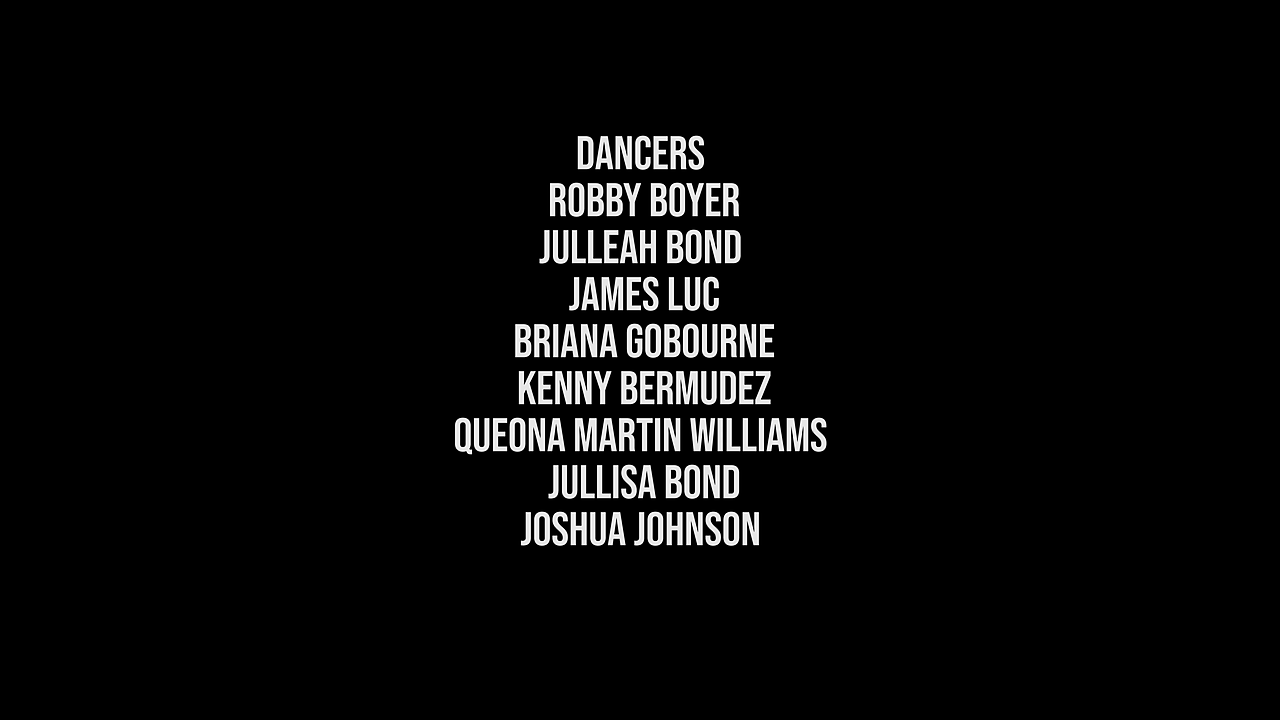 DANCERS
ROBBY BOYER
JULLEAH BOND
JAMES LUC
BRIANA GOBOURNE
KENNY BERMUDEZ
QUEONA MARTIN WILLIAMS
JULLISA BOND
JOSHUA JOHNSON